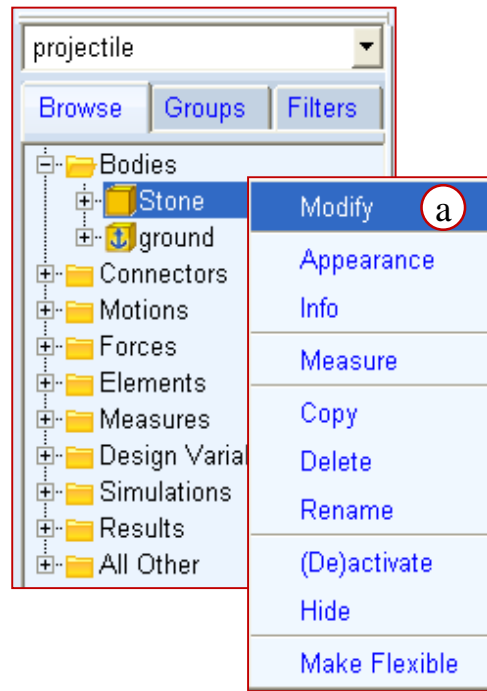 projectile
Browse Groups Filters
Bodies
Stone
ground
Connectors
Motions
Forces
Elements
Measures
Design Varial
Simulations
Results
All Other
Modify a
Appearance
Info
Measure
Copy
Delete
Rename
(De)activate
Hide
Make Flexible